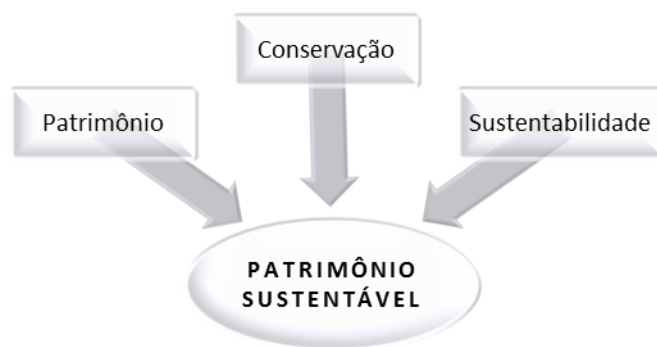 Conservação
Patrimônio
Sustentabilidade
PATRIMÔNIO
SUSTENTÁVEL